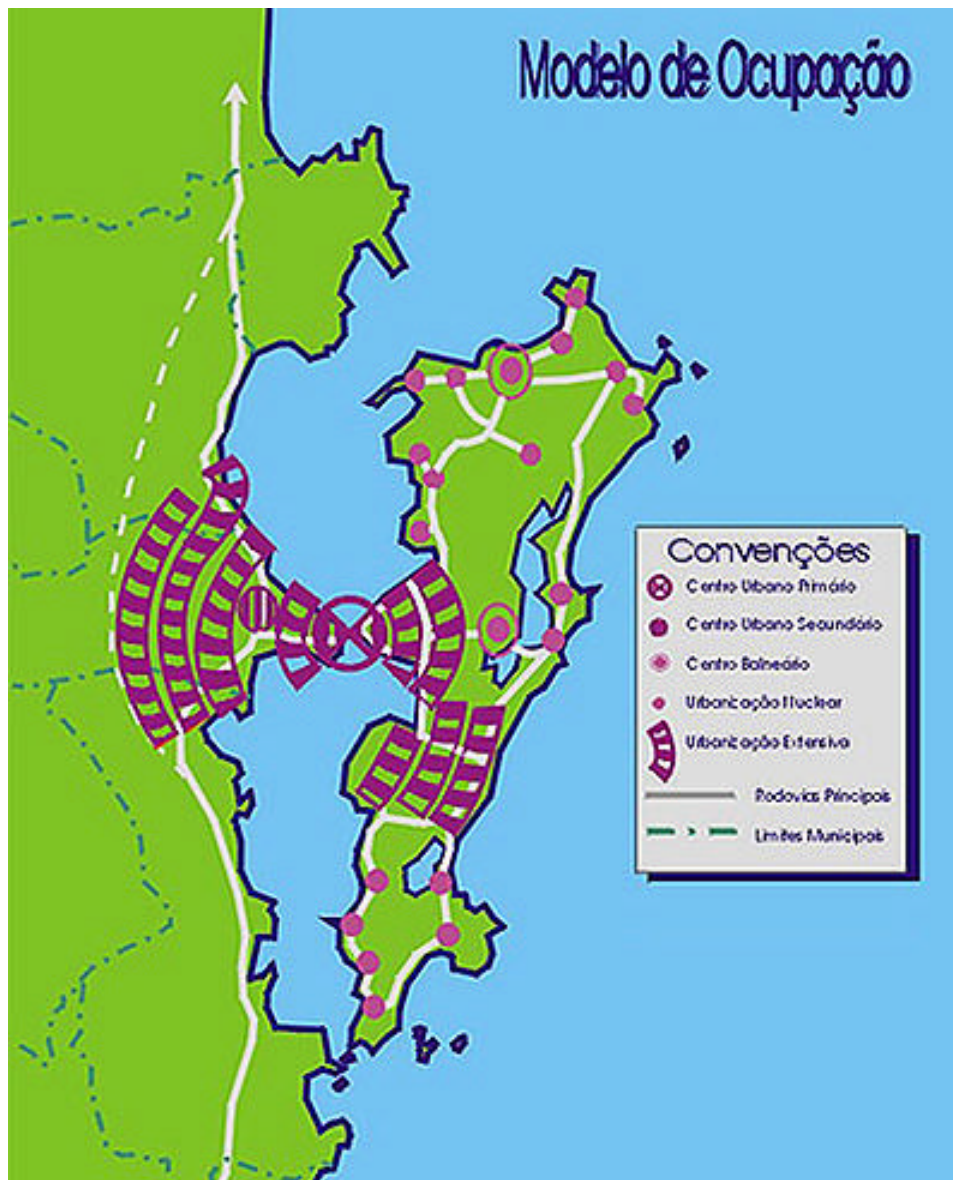 Modelo de Ocupação
Convenções
Centro Urbano Primário
Centro Urbano Secundário
Centro Balneário
Urbanização Nuclear
Urbanização Extensiva
Rodovias Principais
Limites Municipais